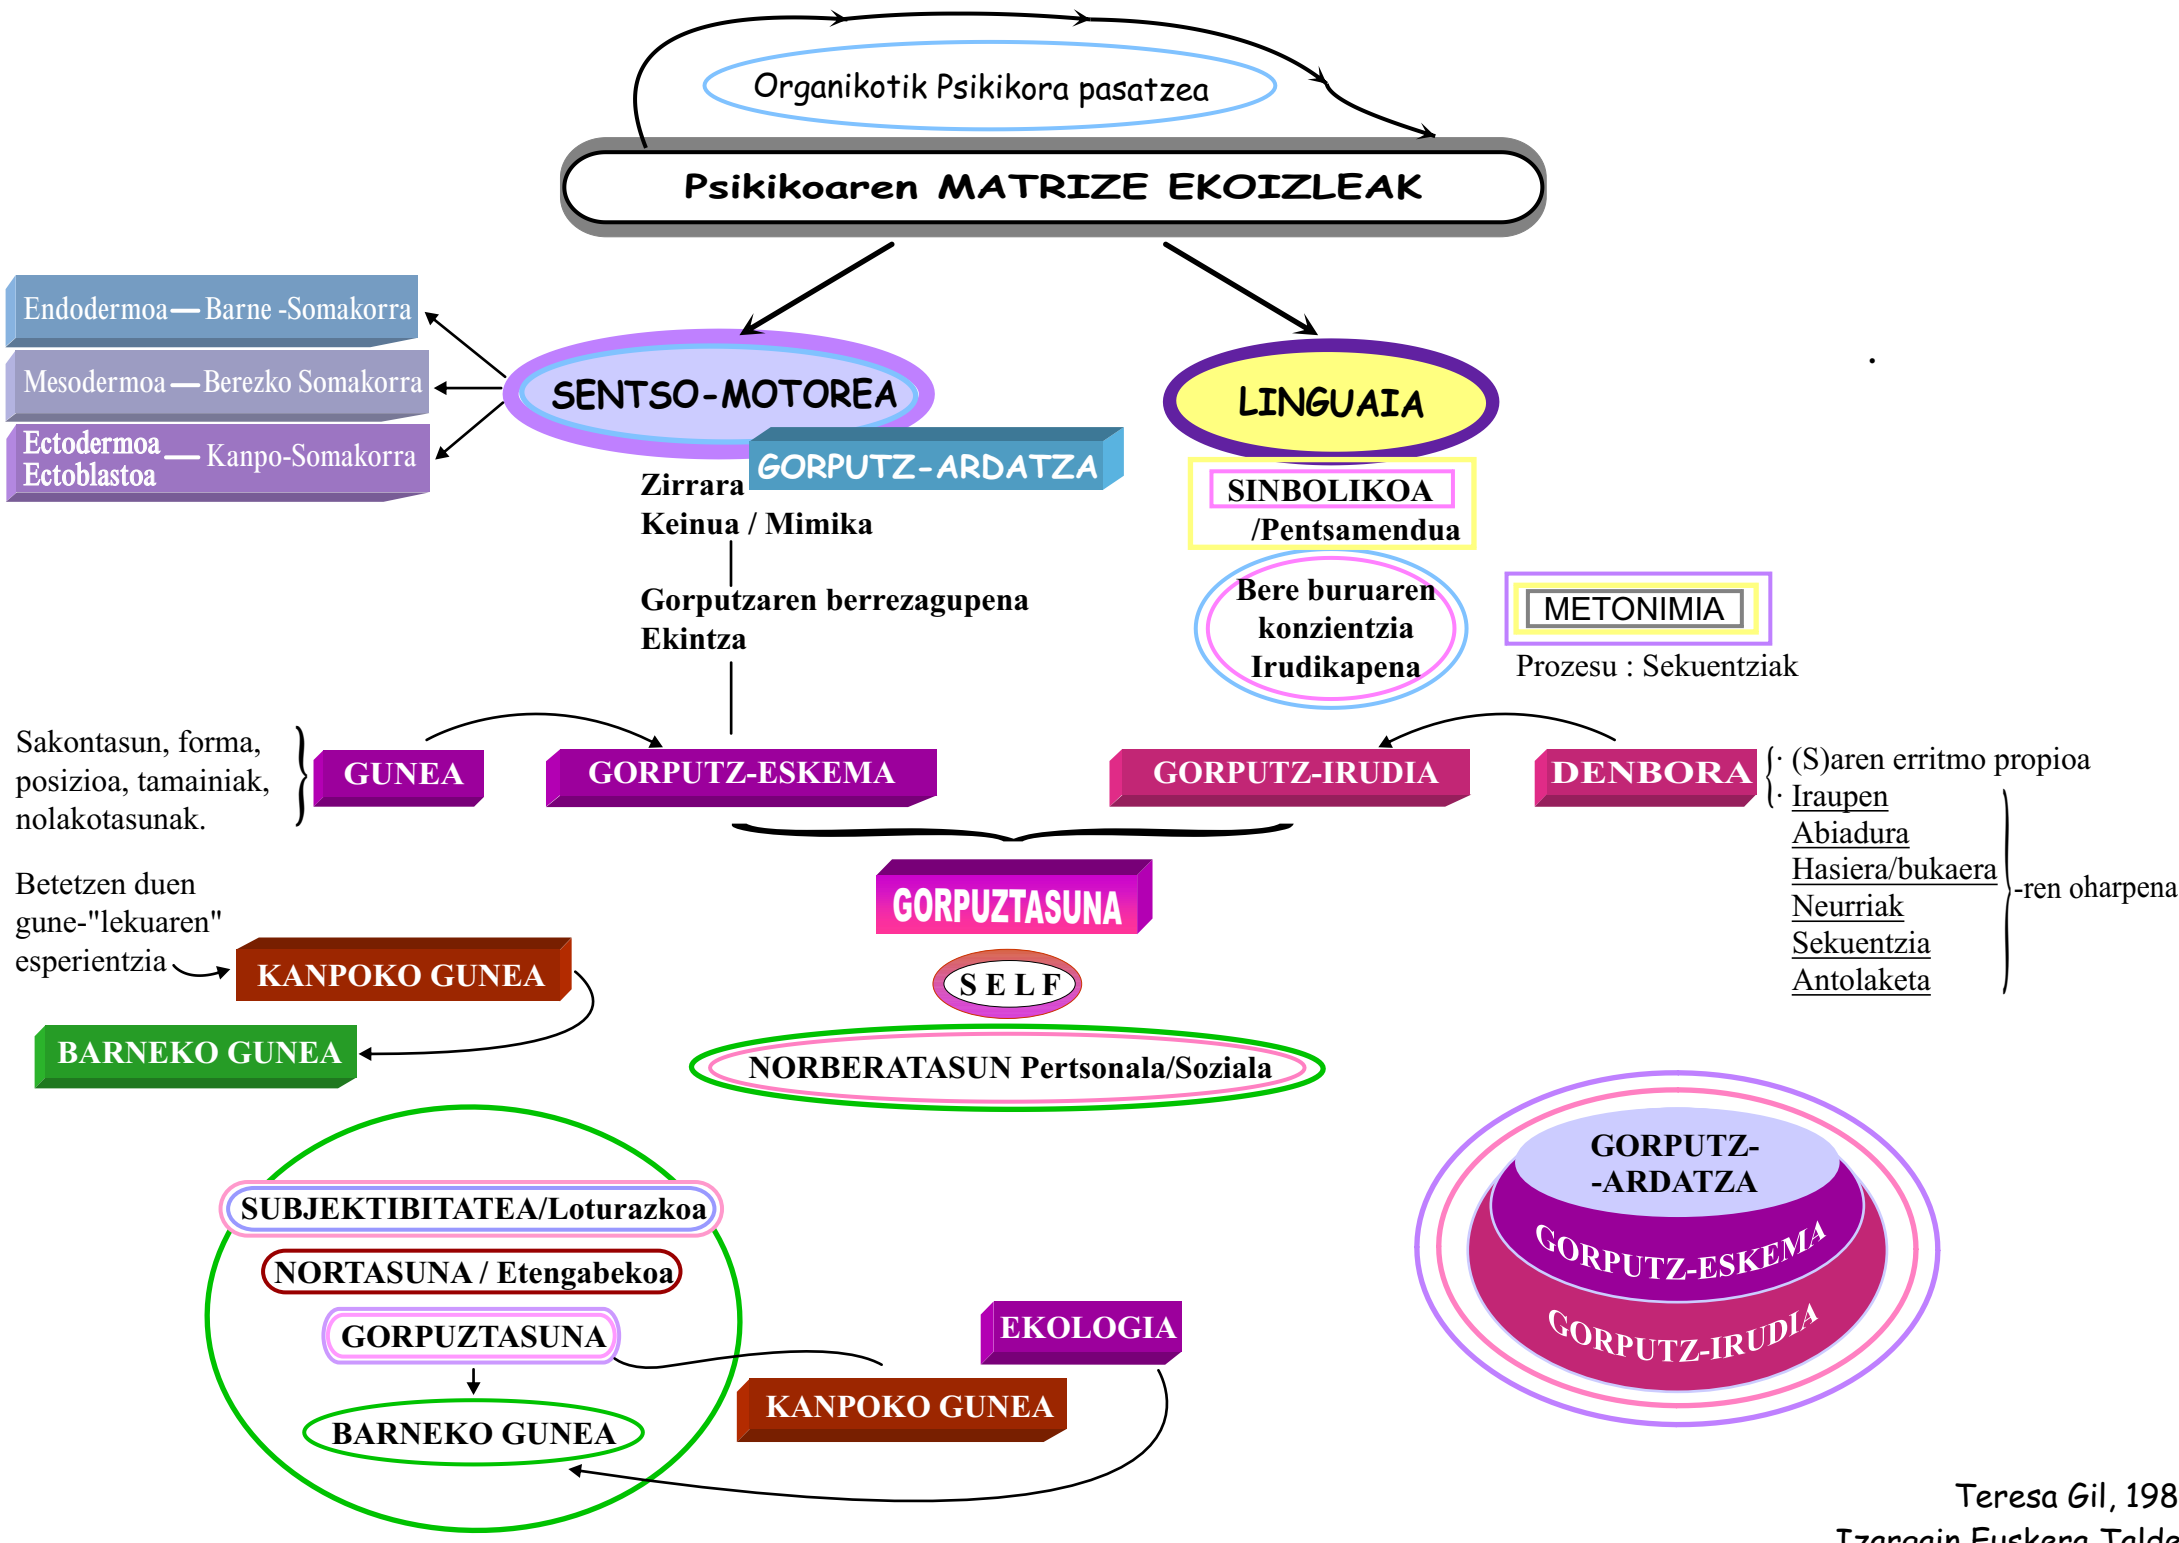 Organikotik Psikikora pasatzea
Psikikoaren MATRIZE EKOIZLEAK
Endodermoa — Barne -Somakorra
Mesodermoa — Berezko Somakorra
Ectodermoa
Ectoblastoa — Kanpo-Somakorra
SENTSO-MOTOREA
GORPUTZ-ARDATZA
Zirrara
Keinua / Mimika
Gorputzaren berrezagupena
Ekintza
LINGUAIA
SINBOLIKOA
/Pentsamendua
Bere buruaren
konzientzia
Irudikapena
METONIMIA
Prozesu : Sekuentziak
Sakontasun, forma,
posizioa, tamainiak,
nolakotasunak.
GUNEA
GORPUTZ-ESKEMA
GORPUTZ-IRUDIA
DENBORA
· (S)aren erritmo propioa
· Iraupen
Abiadura
Hasiera/bukaera
Neurriak
Sekuentzia
Antolaketa
-ren oharpena
Betetzen duen
gune-"lekuaren"
esperientzia
KANPOKO GUNEA
BARNEKO GUNEA
GORPUZTASUNA
S E L F
NORBERATASUN Pertsonala/Soziala
SUBJEKTIBITATEA/Loturazkoa
NORTASUNA / Etengabekoa
GORPUZTASUNA
BARNEKO GUNEA
EKOLOGIA
KANPOKO GUNEA
GORPUTZ-
-ARDATZA
GORPUTZ-ESKEMA
GORPUTZ-IRUDIA
Teresa Gil, 198
Izargain Euskera Talde